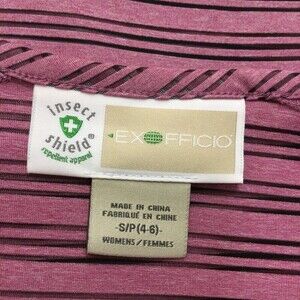 insect
shield®
repellent apparel
EXOFFICIO
MADE IN CHINA
FABRIQUÉ EN CHINE
-S/P(4-6)-
WOMENS/FEMMES